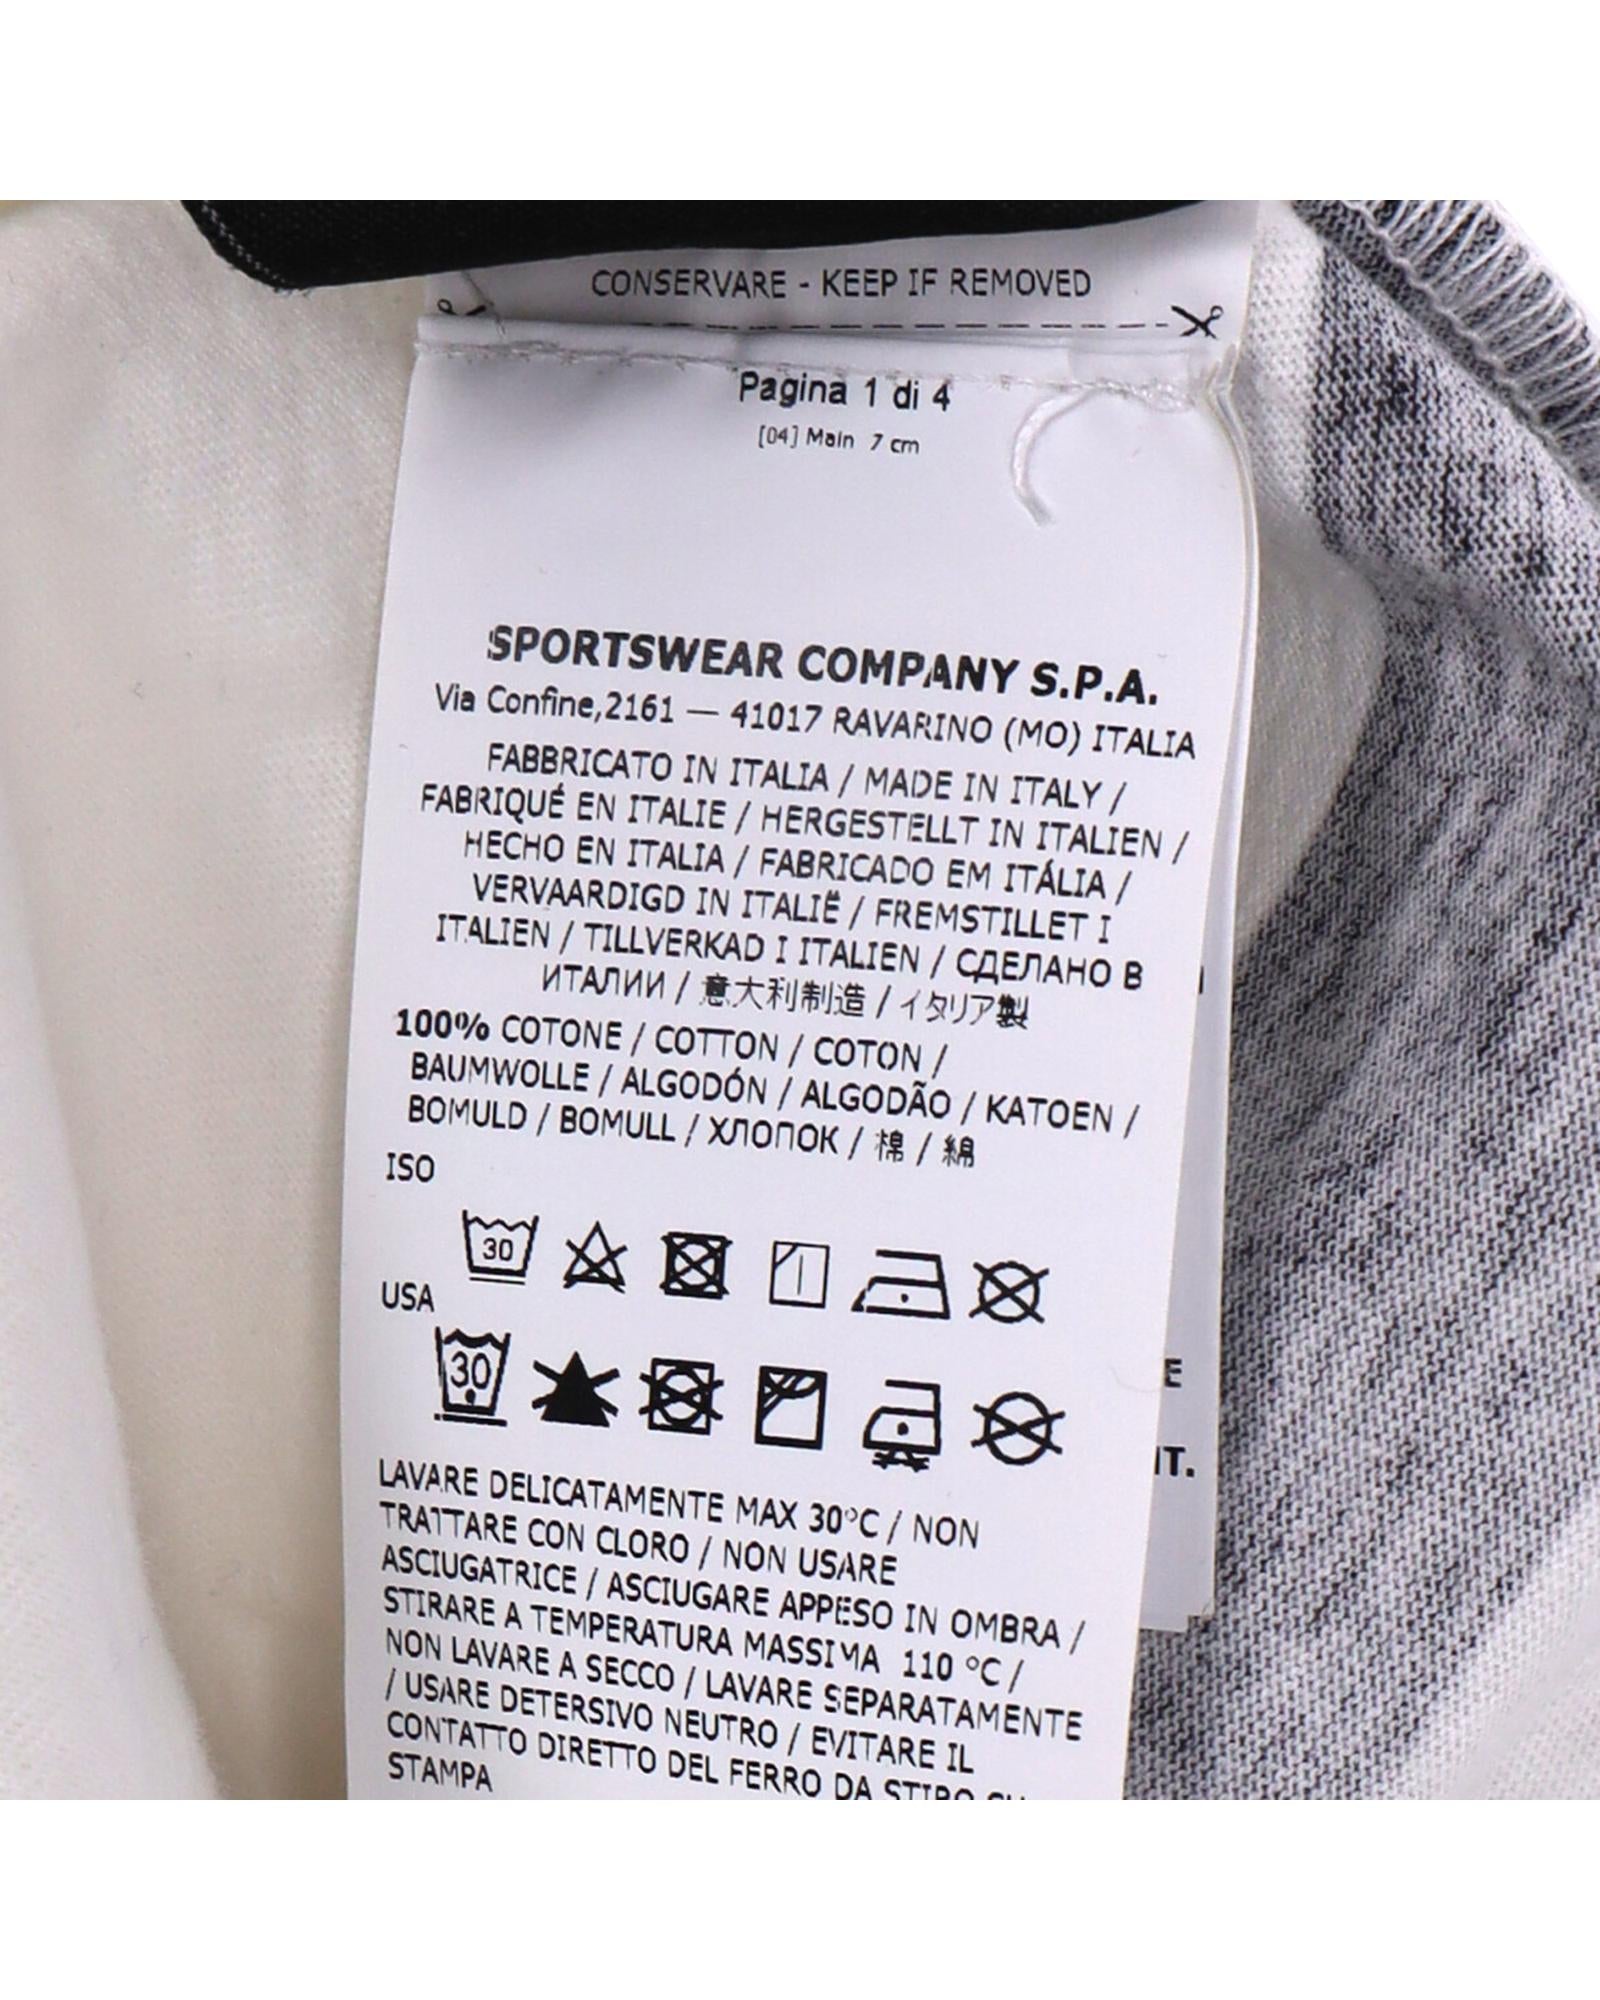 CONSERVARE - KEEP IF REMOVED
Pagina 1 di 4
[04] Main 7 cm
SPORTSWEAR COMPANY S.P.A.
Via Confine,2161 — 41017 RAVARINO (MO) ITALIA
FABBRICATO IN ITALIA / MADE IN ITALY /
FABRIQUÉ EN ITALIE / HERGESTELLT IN ITALIEN /
HECHO EN ITALIA / FABRICADO EM ITÁLIA /
VERVAARDIGD IN ITALIË / FREMSTILLET I
ITALIEN / TILLVERKAD I ITALIEN / СДЕЛАНО В
ИТАЛИИ / 意大利制造 / イタリア製
100% COTONE / COTTON / COTON /
BAUMWOLLE / ALGODÓN / ALGODÃO / KATOEN /
BOMULD / BOMULL / ХЛОПОК / 棉 / 綿
ISO
30
USA
30
LAVARE DELICATAMENTE MAX 30°C / NON
TRATTARE CON CLORO / NON USARE
ASCIUGATRICE / ASCIUGARE APPESO IN OMBRA /
STIRARE A TEMPERATURA MASSIMA 110 °C /
NON LAVARE A SECCO / LAVARE SEPARATAMENTE
/ USARE DETERSIVO NEUTRO / EVITARE IL
CONTATTO DIRETTO DEL FERRO DA STIRO SU
STAMPA